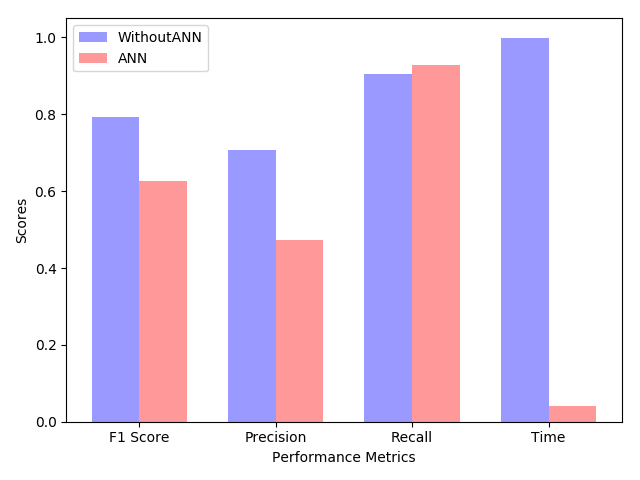 WithoutANN
ANN
Scores
1.0
0.8
0.6
0.4
0.2
0.0
F1 Score
Precision
Recall
Time
Performance Metrics